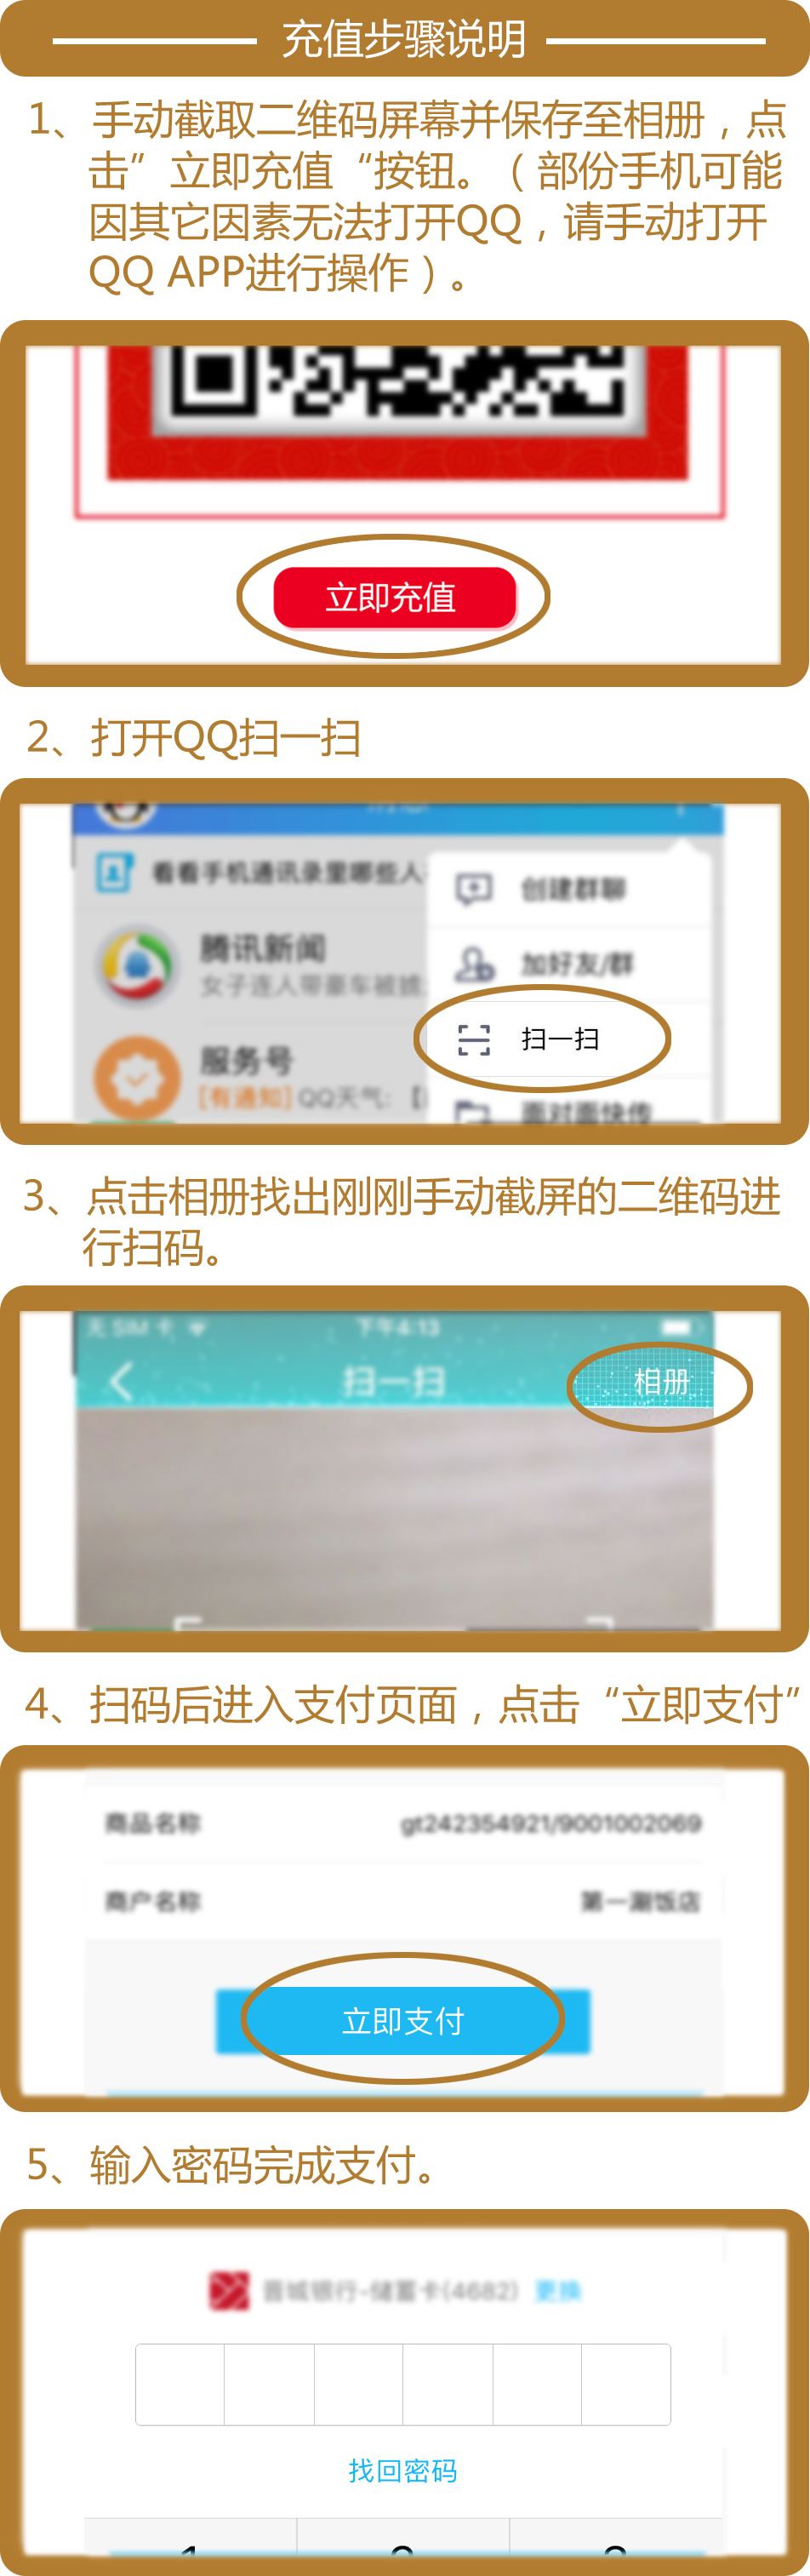 充值步骤说明
1、手动截取二维码屏幕并保存至相册，点
击”立即充值“按钮。（部份手机可能
因其它因素无法打开QQ，请手动打开
QQ APP进行操作）。
立即充值
2、打开QQ扫一扫
看看手机通讯录里哪些人
创建群聊
腾讯新闻
加好友/群
女子连人带豪车被掳
扫一扫
服务号
[有通知]QQ天气:【
面对面快传
3、点击相册找出刚刚手动截屏的二维码进
行扫码。
无 SIM 卡
下午4:13
扫一扫
相册
4、扫码后进入支付页面，点击“立即支付”
商品名称
gt242354921/9001002069
商户名称
第一涮饭店
立即支付
5、输入密码完成支付。
晋城银行-储蓄卡(4682) 更换
找回密码